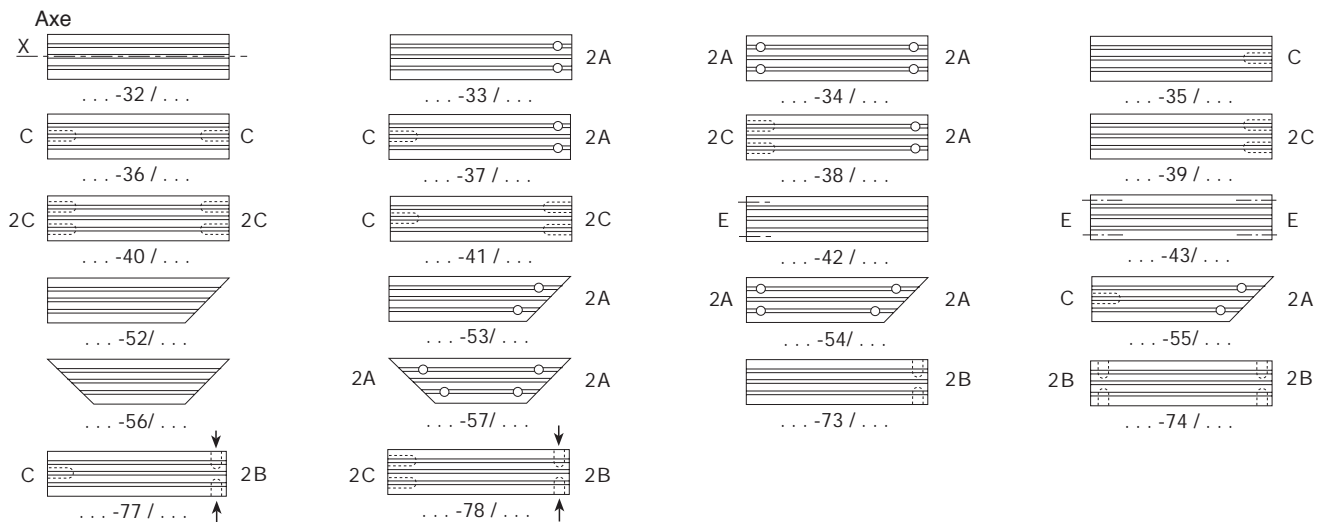 Axe
X
2A 2A 2A C
. . . -32 / . . . . . . -33 / . . . . . . -34 / . . . . . . -35 / . . .
C C C 2A 2C 2A 2C
. . . -36 / . . . . . . -37 / . . . . . . -38 / . . . . . . -39 / . . .
2C 2C C 2C E E E
. . . -40 / . . . . . . -41 / . . . . . . -42 / . . . . . . -43/ . . .
2A 2A 2A C 2A
. . . -52/ . . . . . . -53/ . . . . . . -54/ . . . . . . -55/ . . .
2A 2A 2B 2B 2B
. . . -56/ . . . . . . -57/ . . . . . . -73 / . . . . . . -74 / . . .
C 2B 2C 2B
. . . -77 / . . . . . . -78 / . . .